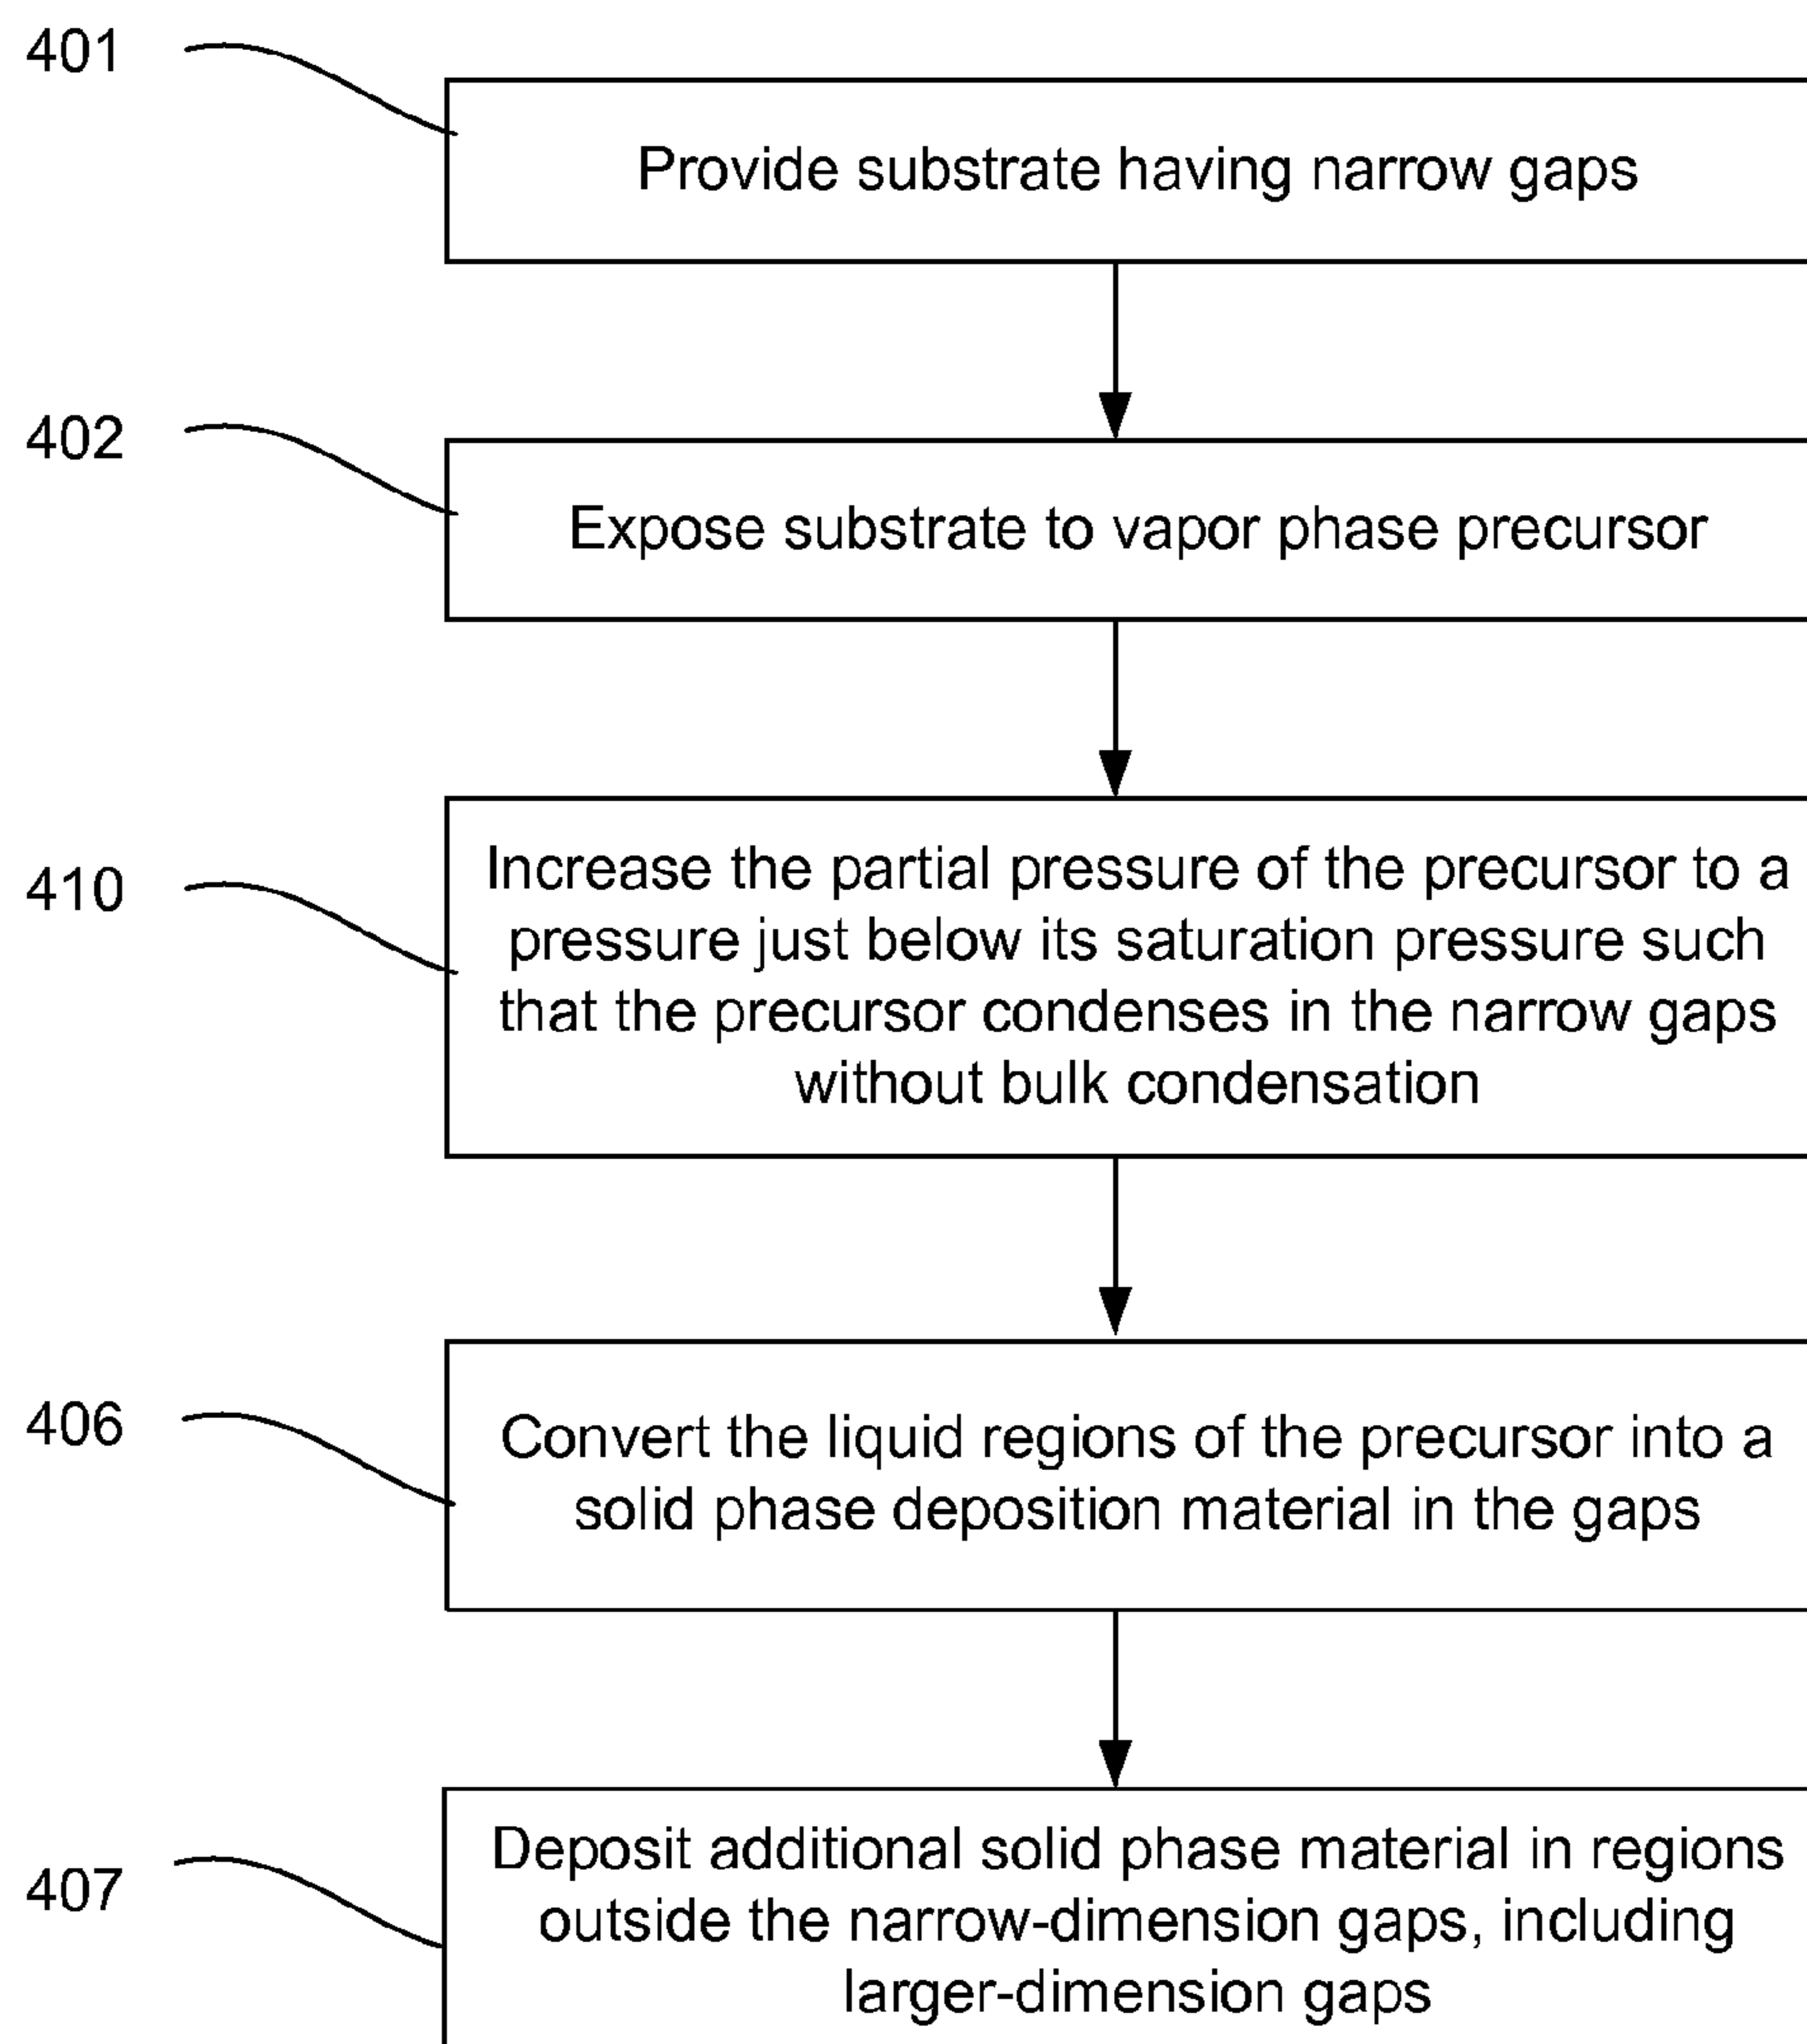 401
Provide substrate having narrow gaps
402
Expose substrate to vapor phase precursor
410
Increase the partial pressure of the precursor to a
pressure just below its saturation pressure such
that the precursor condenses in the narrow gaps
without bulk condensation
406
Convert the liquid regions of the precursor into a
solid phase deposition material in the gaps
407
Deposit additional solid phase material in regions
outside the narrow-dimension gaps, including
larger-dimension gaps